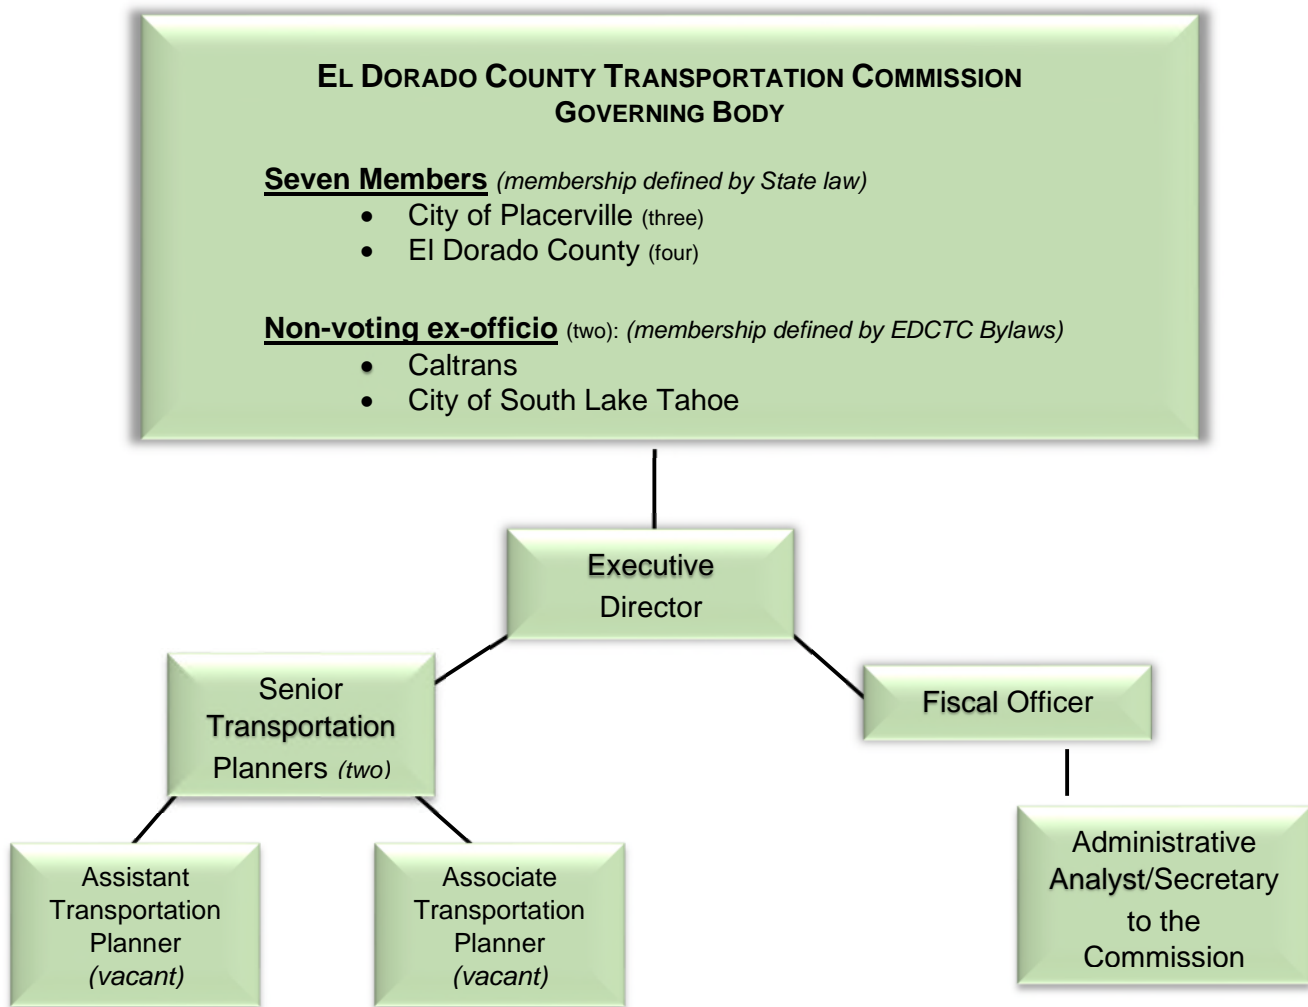 EL DORADO COUNTY TRANSPORTATION COMMISSION
GOVERNING BODY
Seven Members (membership defined by State law)
• City of Placerville (three)
• El Dorado County (four)
Non-voting ex-officio (two): (membership defined by EDCTC Bylaws)
• Caltrans
• City of South Lake Tahoe
Executive
Director
Senior
Transportation
Planners (two)
Fiscal Officer
Assistant
Transportation
Planner
(vacant)
Associate
Transportation
Planner
(vacant)
Administrative
Analyst/Secretary
to the
Commission